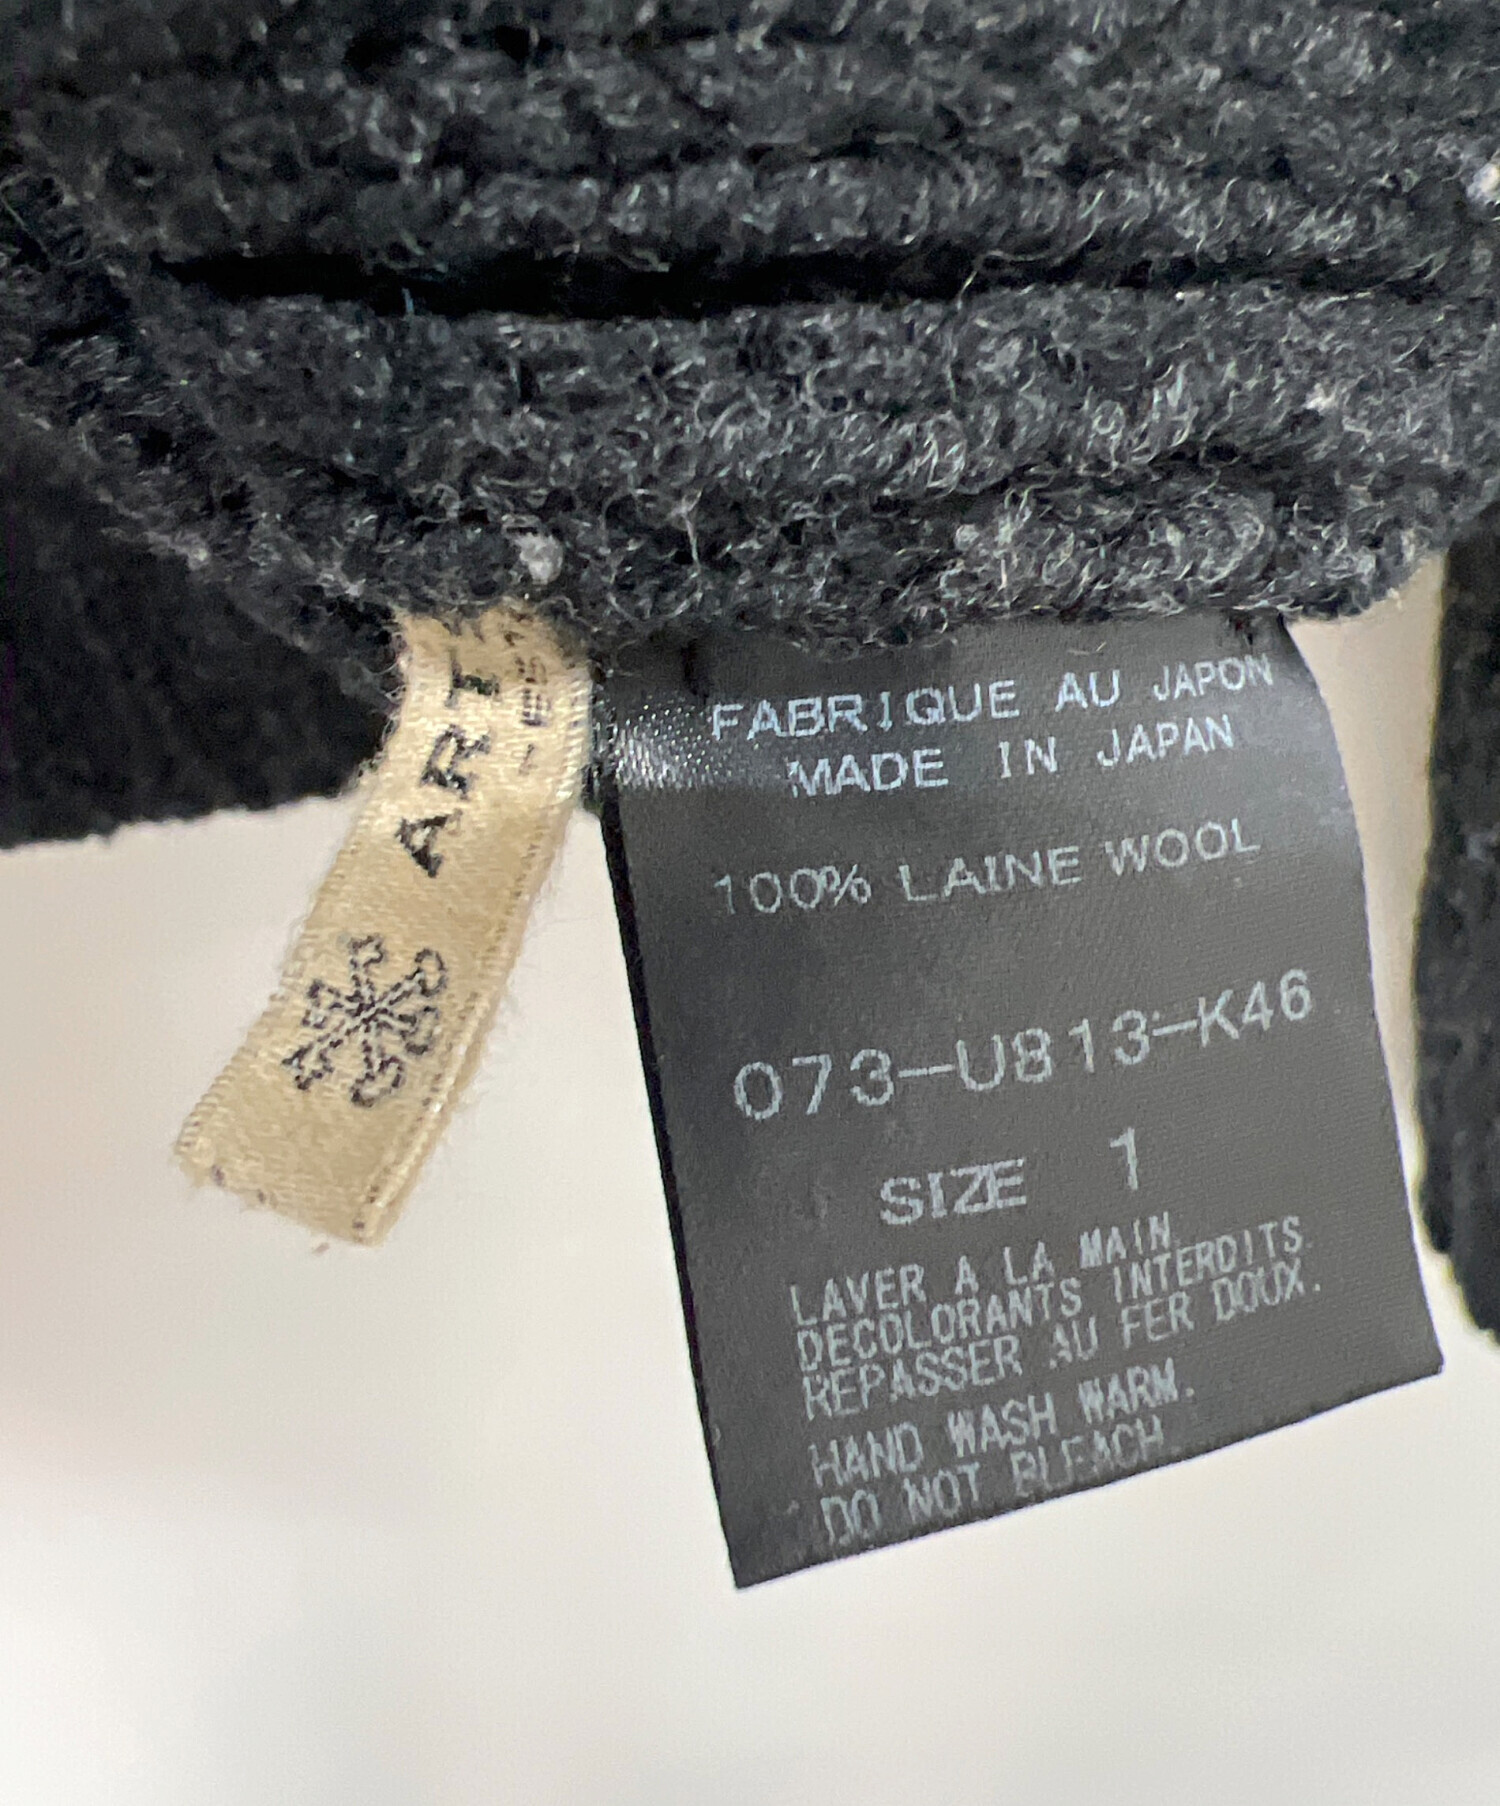 ART
FABRIQUE AU JAPON
MADE IN JAPAN
100% LAINE WOOL
073-U813-K46
SIZE 1
LAVER A LA MAIN.
DECOLORANTS INTERDITS.
REPASSER AU FER DOUX.
HAND WASH WARM.
DO NOT BLEACH.